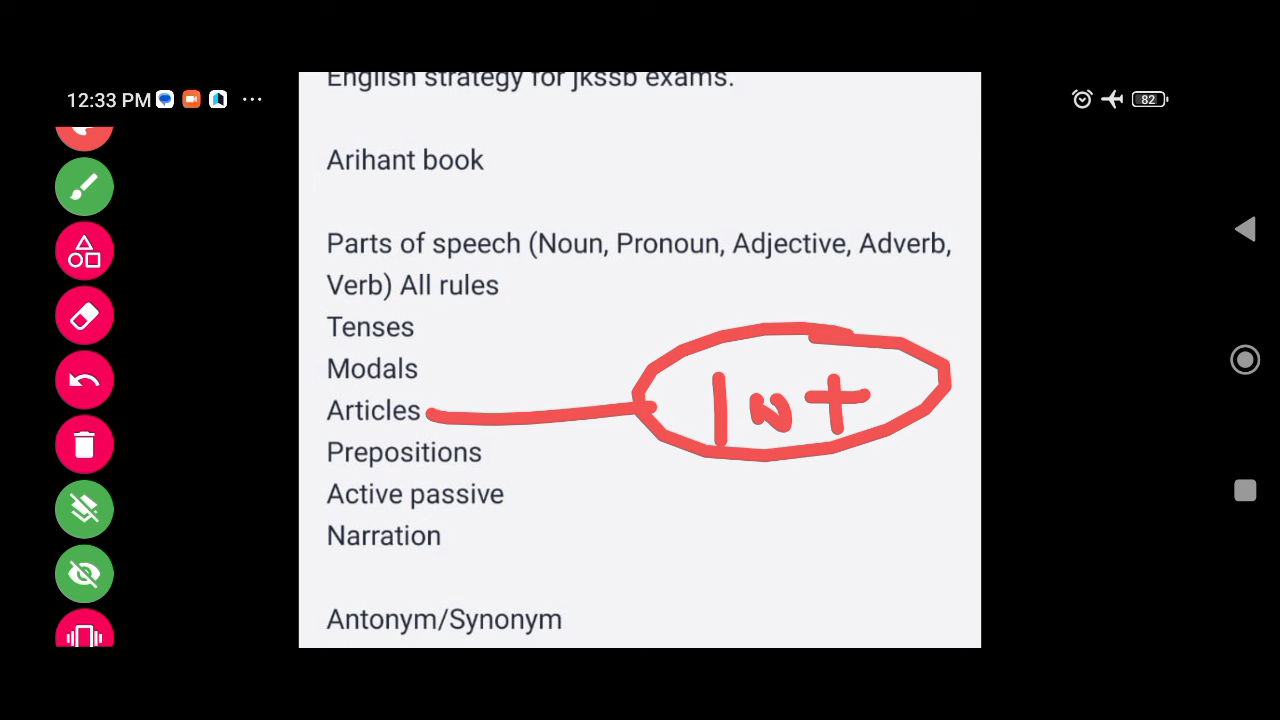 English strategy for jkssb exams.
12:33 PM
82
Arihant book
Parts of speech (Noun, Pronoun, Adjective, Adverb,
Verb) All rules
Tenses
Modals
Articles
Prepositions
Active passive
Narration
Antonym/Synonym